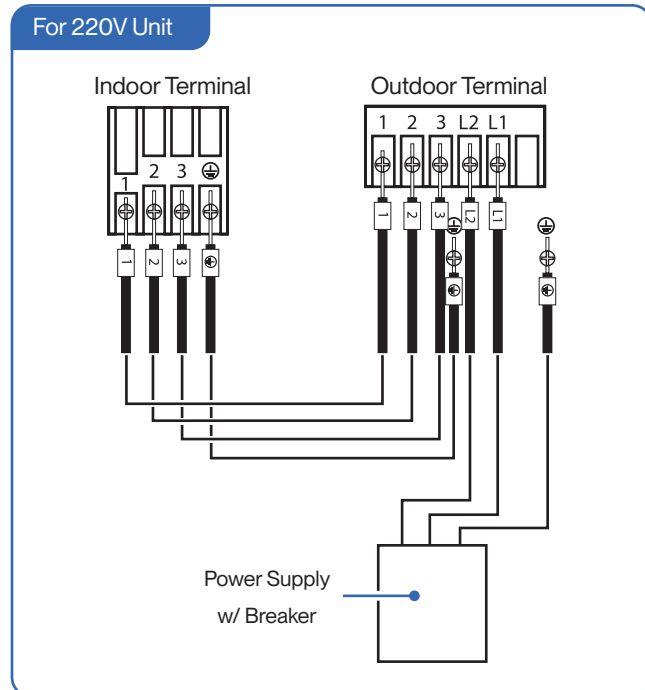 For 220V Unit
Indoor Terminal
Outdoor Terminal
1 2 3 L2 L1
1 2 3
1 2 3 L2 L1
1 2 3
Power Supply
w/ Breaker